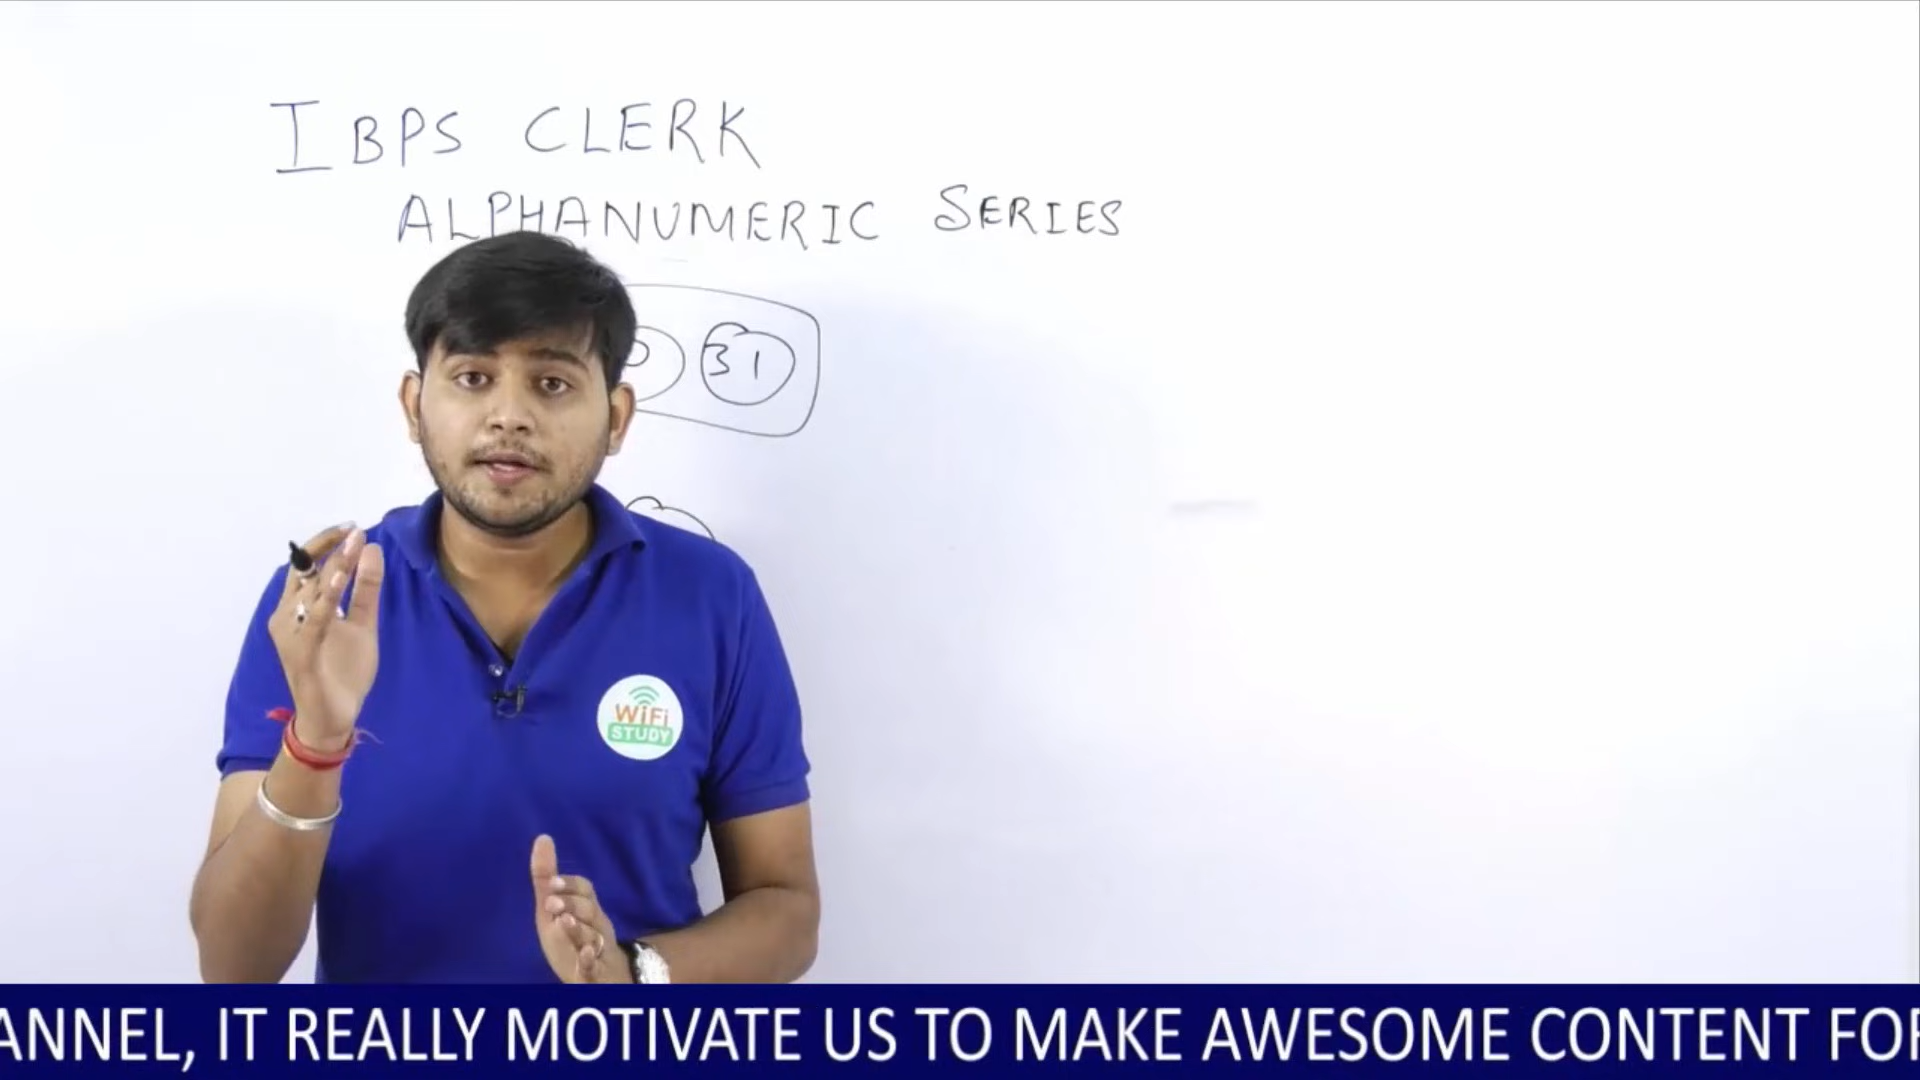 IBPS CLERK
ALPHANUMERIC SERIES
31
WiFi
STUDY
ANNEL, IT REALLY MOTIVATE US TO MAKE AWESOME CONTENT FOR